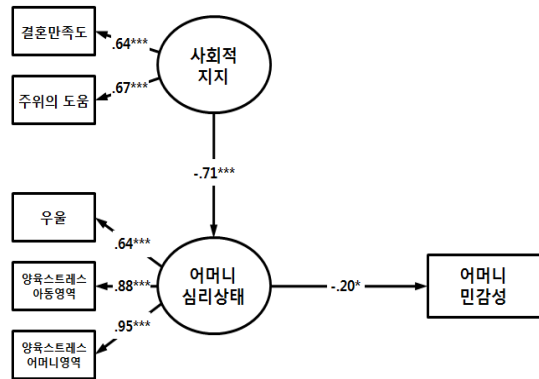 결혼만족도
.64***
사회적
지지
.67***
주위의 도움
-.71***
우울
.64***
양육스트레스
아동영역
.88***
어머니
심리상태
-.20*
어머니
민감성
.95***
양육스트레스
어머니영역